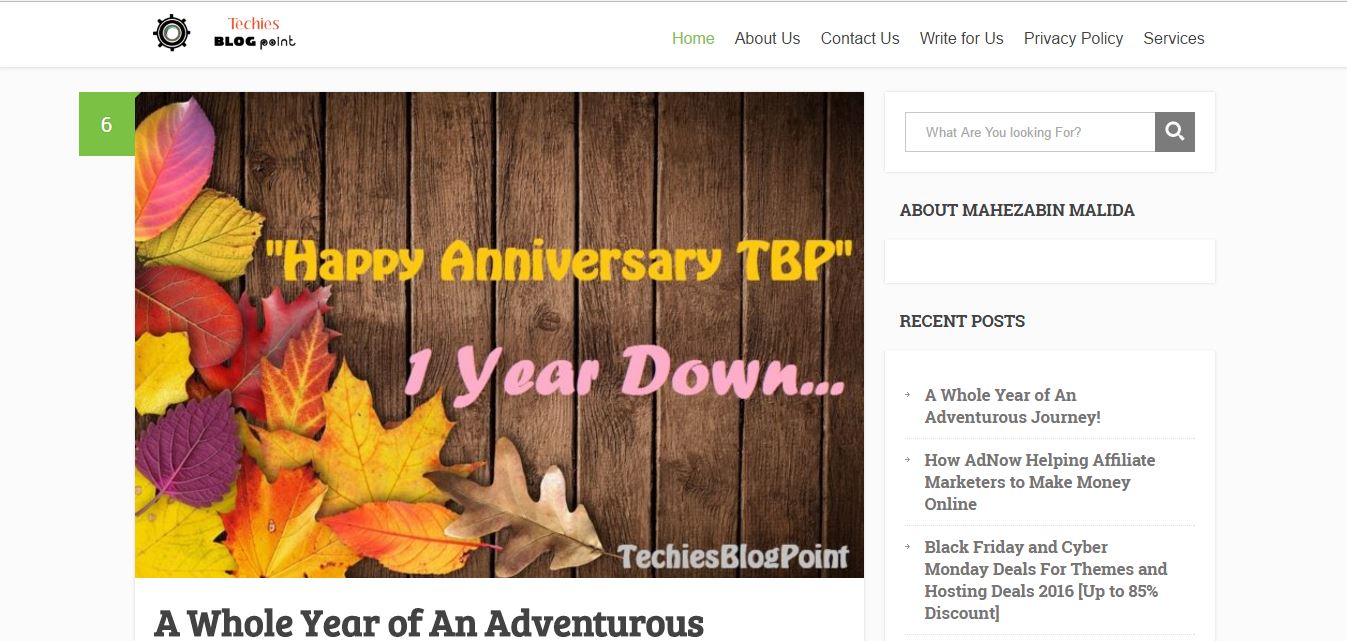 Techies
BLOG point
Home About Us Contact Us Write for Us Privacy Policy Services
6
"Happy Anniversary TBP"
1 Year Down...
TechiesBlogPoint
A Whole Year of An Adventurous
What Are You looking For?
ABOUT MAHEZABIN MALIDA
RECENT POSTS
A Whole Year of An
Adventurous Journey!
How AdNow Helping Affiliate
Marketers to Make Money
Online
Black Friday and Cyber
Monday Deals For Themes and
Hosting Deals 2016 [Up to 85%
Discount]